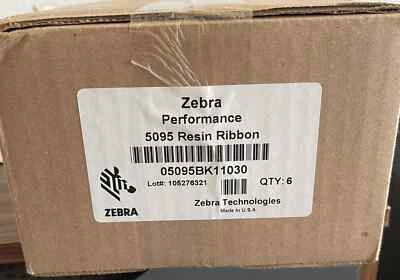 Zebra
Performance
5095 Resin Ribbon
05095BK11030
Lot#: 105276321
QTY: 6
ZEBRA
Zebra Technologies
Made in U.S.A